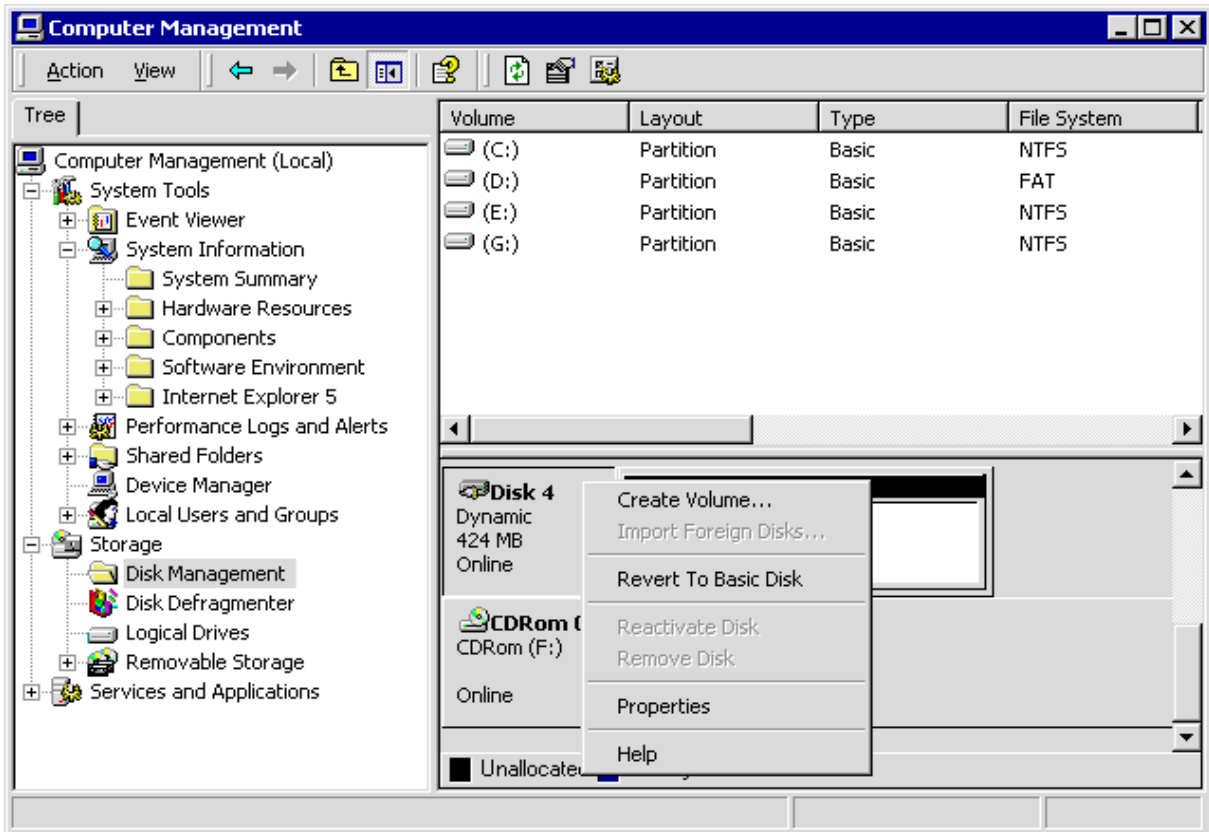 Computer Management
Action View
Tree
Computer Management (Local)
System Tools
Event Viewer
System Information
System Summary
Hardware Resources
Components
Software Environment
Internet Explorer 5
Performance Logs and Alerts
Shared Folders
Device Manager
Local Users and Groups
Storage
Disk Management
Disk Defragmenter
Logical Drives
Removable Storage
Services and Applications
Volume Layout Type File System
(C:) Partition Basic NTFS
(D:) Partition Basic FAT
(E:) Partition Basic NTFS
(G:) Partition Basic NTFS
Disk 4
Dynamic
424 MB
Online
CDRom
CDRom (F:)
Online
Create Volume...
Import Foreign Disks...
Revert To Basic Disk
Reactivate Disk
Remove Disk
Properties
Help
Unallocated